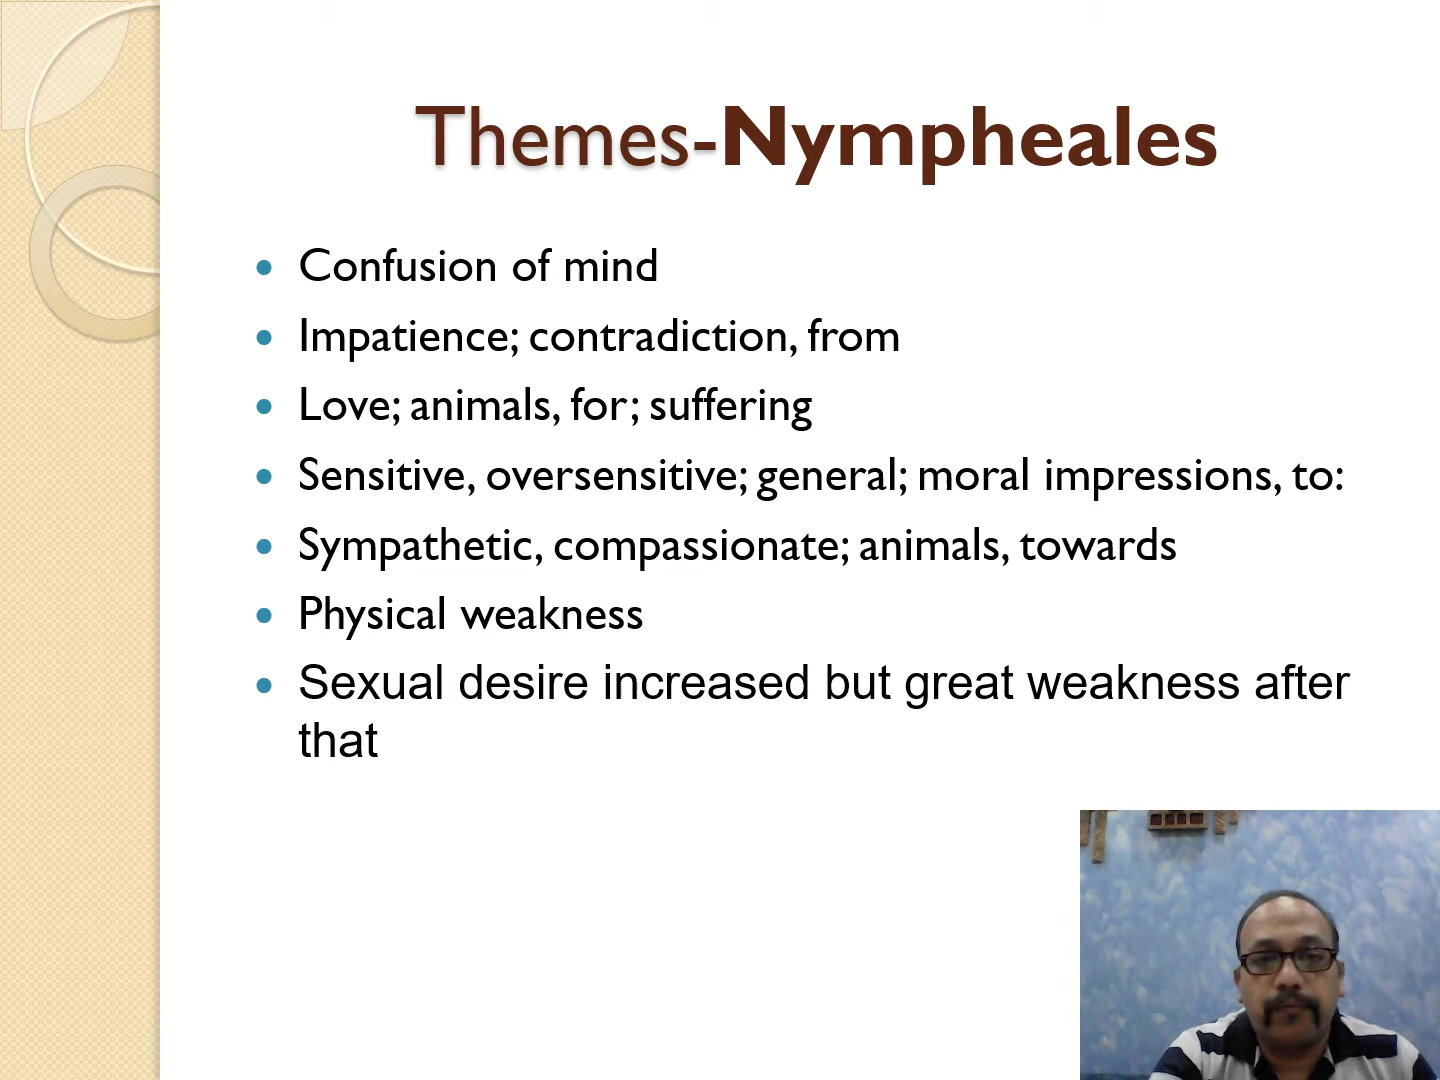 Themes-Nympheales
Confusion of mind
Impatience; contradiction, from
Love; animals, for; suffering
Sensitive, oversensitive; general; moral impressions, to:
Sympathetic, compassionate; animals, towards
Physical weakness
Sexual desire increased but great weakness after
that